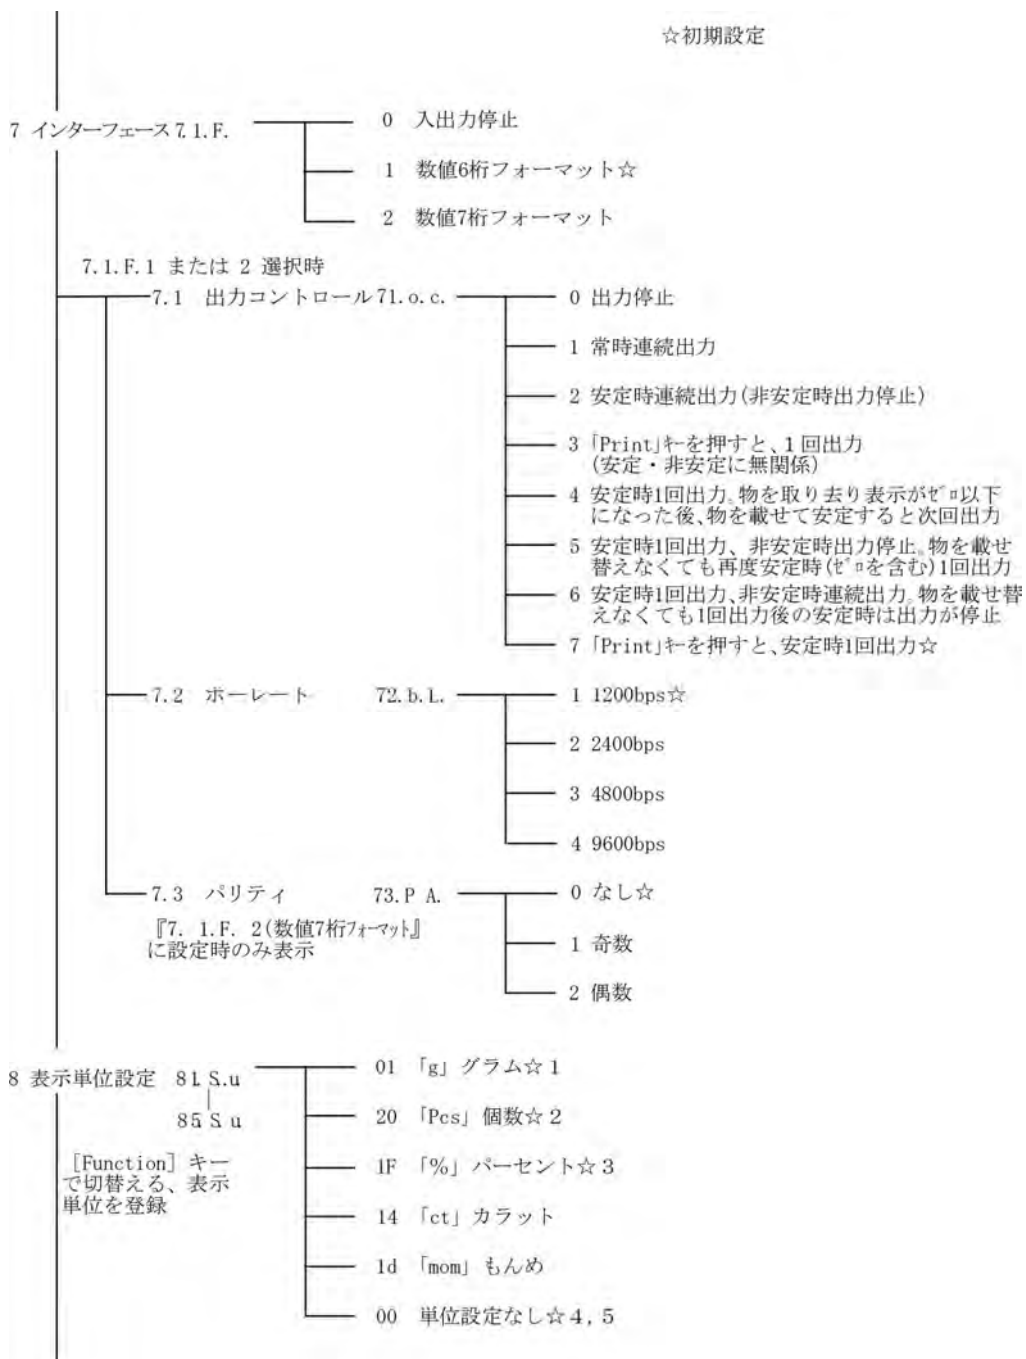 ☆初期設定
7 インターフェース 7.1.F.
0 入出力停止
1 数値6桁フォーマット☆
2 数値7桁フォーマット
7.1.F.1 または 2 選択時
7.1 出力コントロール 71.o.c.
0 出力停止
1 常時連続出力
2 安定時連続出力(非安定時出力停止)
3 「Print」キーを押すと、1回出力
(安定・非安定に無関係)
4 安定時1回出力。物を取り去り表示がゼロ以下
になった後、物を載せて安定すると次回出力
5 安定時1回出力、非安定時出力停止。物を載せ
替えなくても再度安定時(ゼロを含む)1回出力
6 安定時1回出力、非安定時連続出力。物を載せ替
えなくても1回出力後の安定時は出力が停止
7 「Print」キーを押すと、安定時1回出力☆
7.2 ボーレート 72.b.L.
1 1200bps☆
2 2400bps
3 4800bps
4 9600bps
7.3 パリティ 73.P A.
『7. 1.F. 2(数値7桁フォーマット』
に設定時のみ表示
0 なし☆
1 奇数
2 偶数
8 表示単位設定 81.S.u
|
85.S.u
[Function] キー
で切替える、表示
単位を登録
01 「g」グラム☆1
20 「Pcs」個数☆2
1F 「%」パーセント☆3
14 「ct」カラット
1d 「mom」もんめ
00 単位設定なし☆4, 5